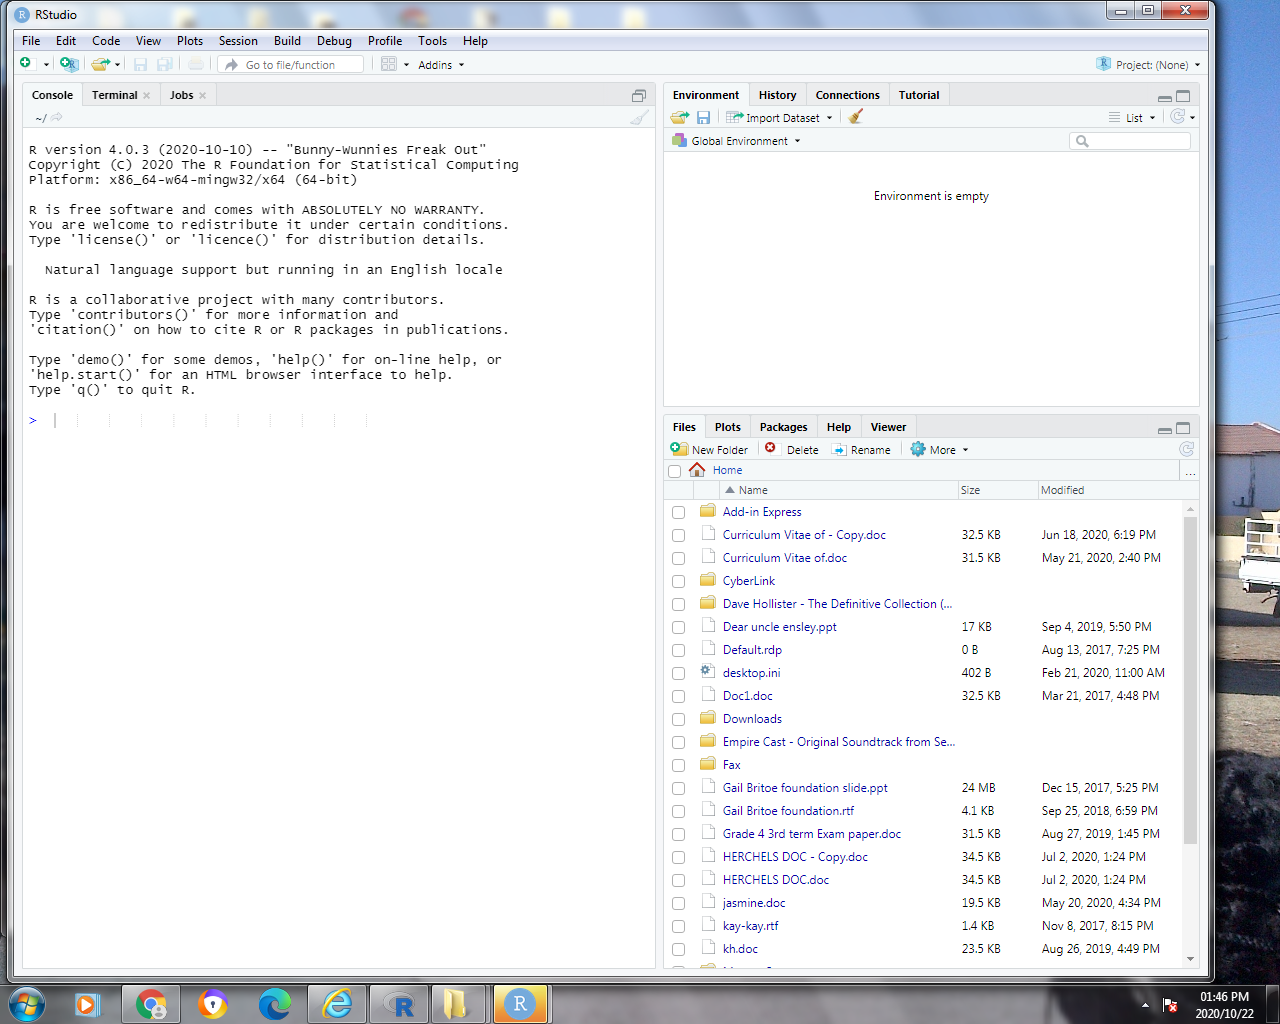 RStudio
File Edit Code View Plots Session Build Debug Profile Tools Help
Go to file/function Addins Project: (None)
Console Terminal Jobs
~/
R version 4.0.3 (2020-10-10) -- "Bunny-Wunnies Freak Out"
Copyright (C) 2020 The R Foundation for Statistical Computing
Platform: x86_64-w64-mingw32/x64 (64-bit)
R is free software and comes with ABSOLUTELY NO WARRANTY.
You are welcome to redistribute it under certain conditions.
Type 'license()' or 'licence()' for distribution details.
Natural language support but running in an English locale
R is a collaborative project with many contributors.
Type 'contributors()' for more information and
'citation()' on how to cite R or R packages in publications.
Type 'demo()' for some demos, 'help()' for on-line help, or
'help.start()' for an HTML browser interface to help.
Type 'q()' to quit R.
>
Environment History Connections Tutorial
Import Dataset List
Global Environment
Environment is empty
Files Plots Packages Help Viewer
New Folder Delete Rename More
Home ...
Name Size Modified
Add-in Express
Curriculum Vitae of - Copy.doc 32.5 KB Jun 18, 2020, 6:19 PM
Curriculum Vitae of.doc 31.5 KB May 21, 2020, 2:40 PM
CyberLink
Dave Hollister - The Definitive Collection (...
Dear uncle ensley.ppt 17 KB Sep 4, 2019, 5:50 PM
Default.rdp 0 B Aug 13, 2017, 7:25 PM
desktop.ini 402 B Feb 21, 2020, 11:00 AM
Doc1.doc 32.5 KB Mar 21, 2017, 4:48 PM
Downloads
Empire Cast - Original Soundtrack from Se...
Fax
Gail Britoe foundation slide.ppt 24 MB Dec 15, 2017, 5:25 PM
Gail Britoe foundation.rtf 4.1 KB Sep 25, 2018, 6:59 PM
Grade 4 3rd term Exam paper.doc 31.5 KB Aug 27, 2019, 1:45 PM
HERCHELS DOC - Copy.doc 34.5 KB Jul 2, 2020, 1:24 PM
HERCHELS DOC.doc 34.5 KB Jul 2, 2020, 1:24 PM
jasmine.doc 19.5 KB May 20, 2020, 4:34 PM
kay-kay.rtf 1.4 KB Nov 8, 2017, 8:15 PM
kh.doc 23.5 KB Aug 26, 2019, 4:49 PM
01:46 PM
2020/10/22